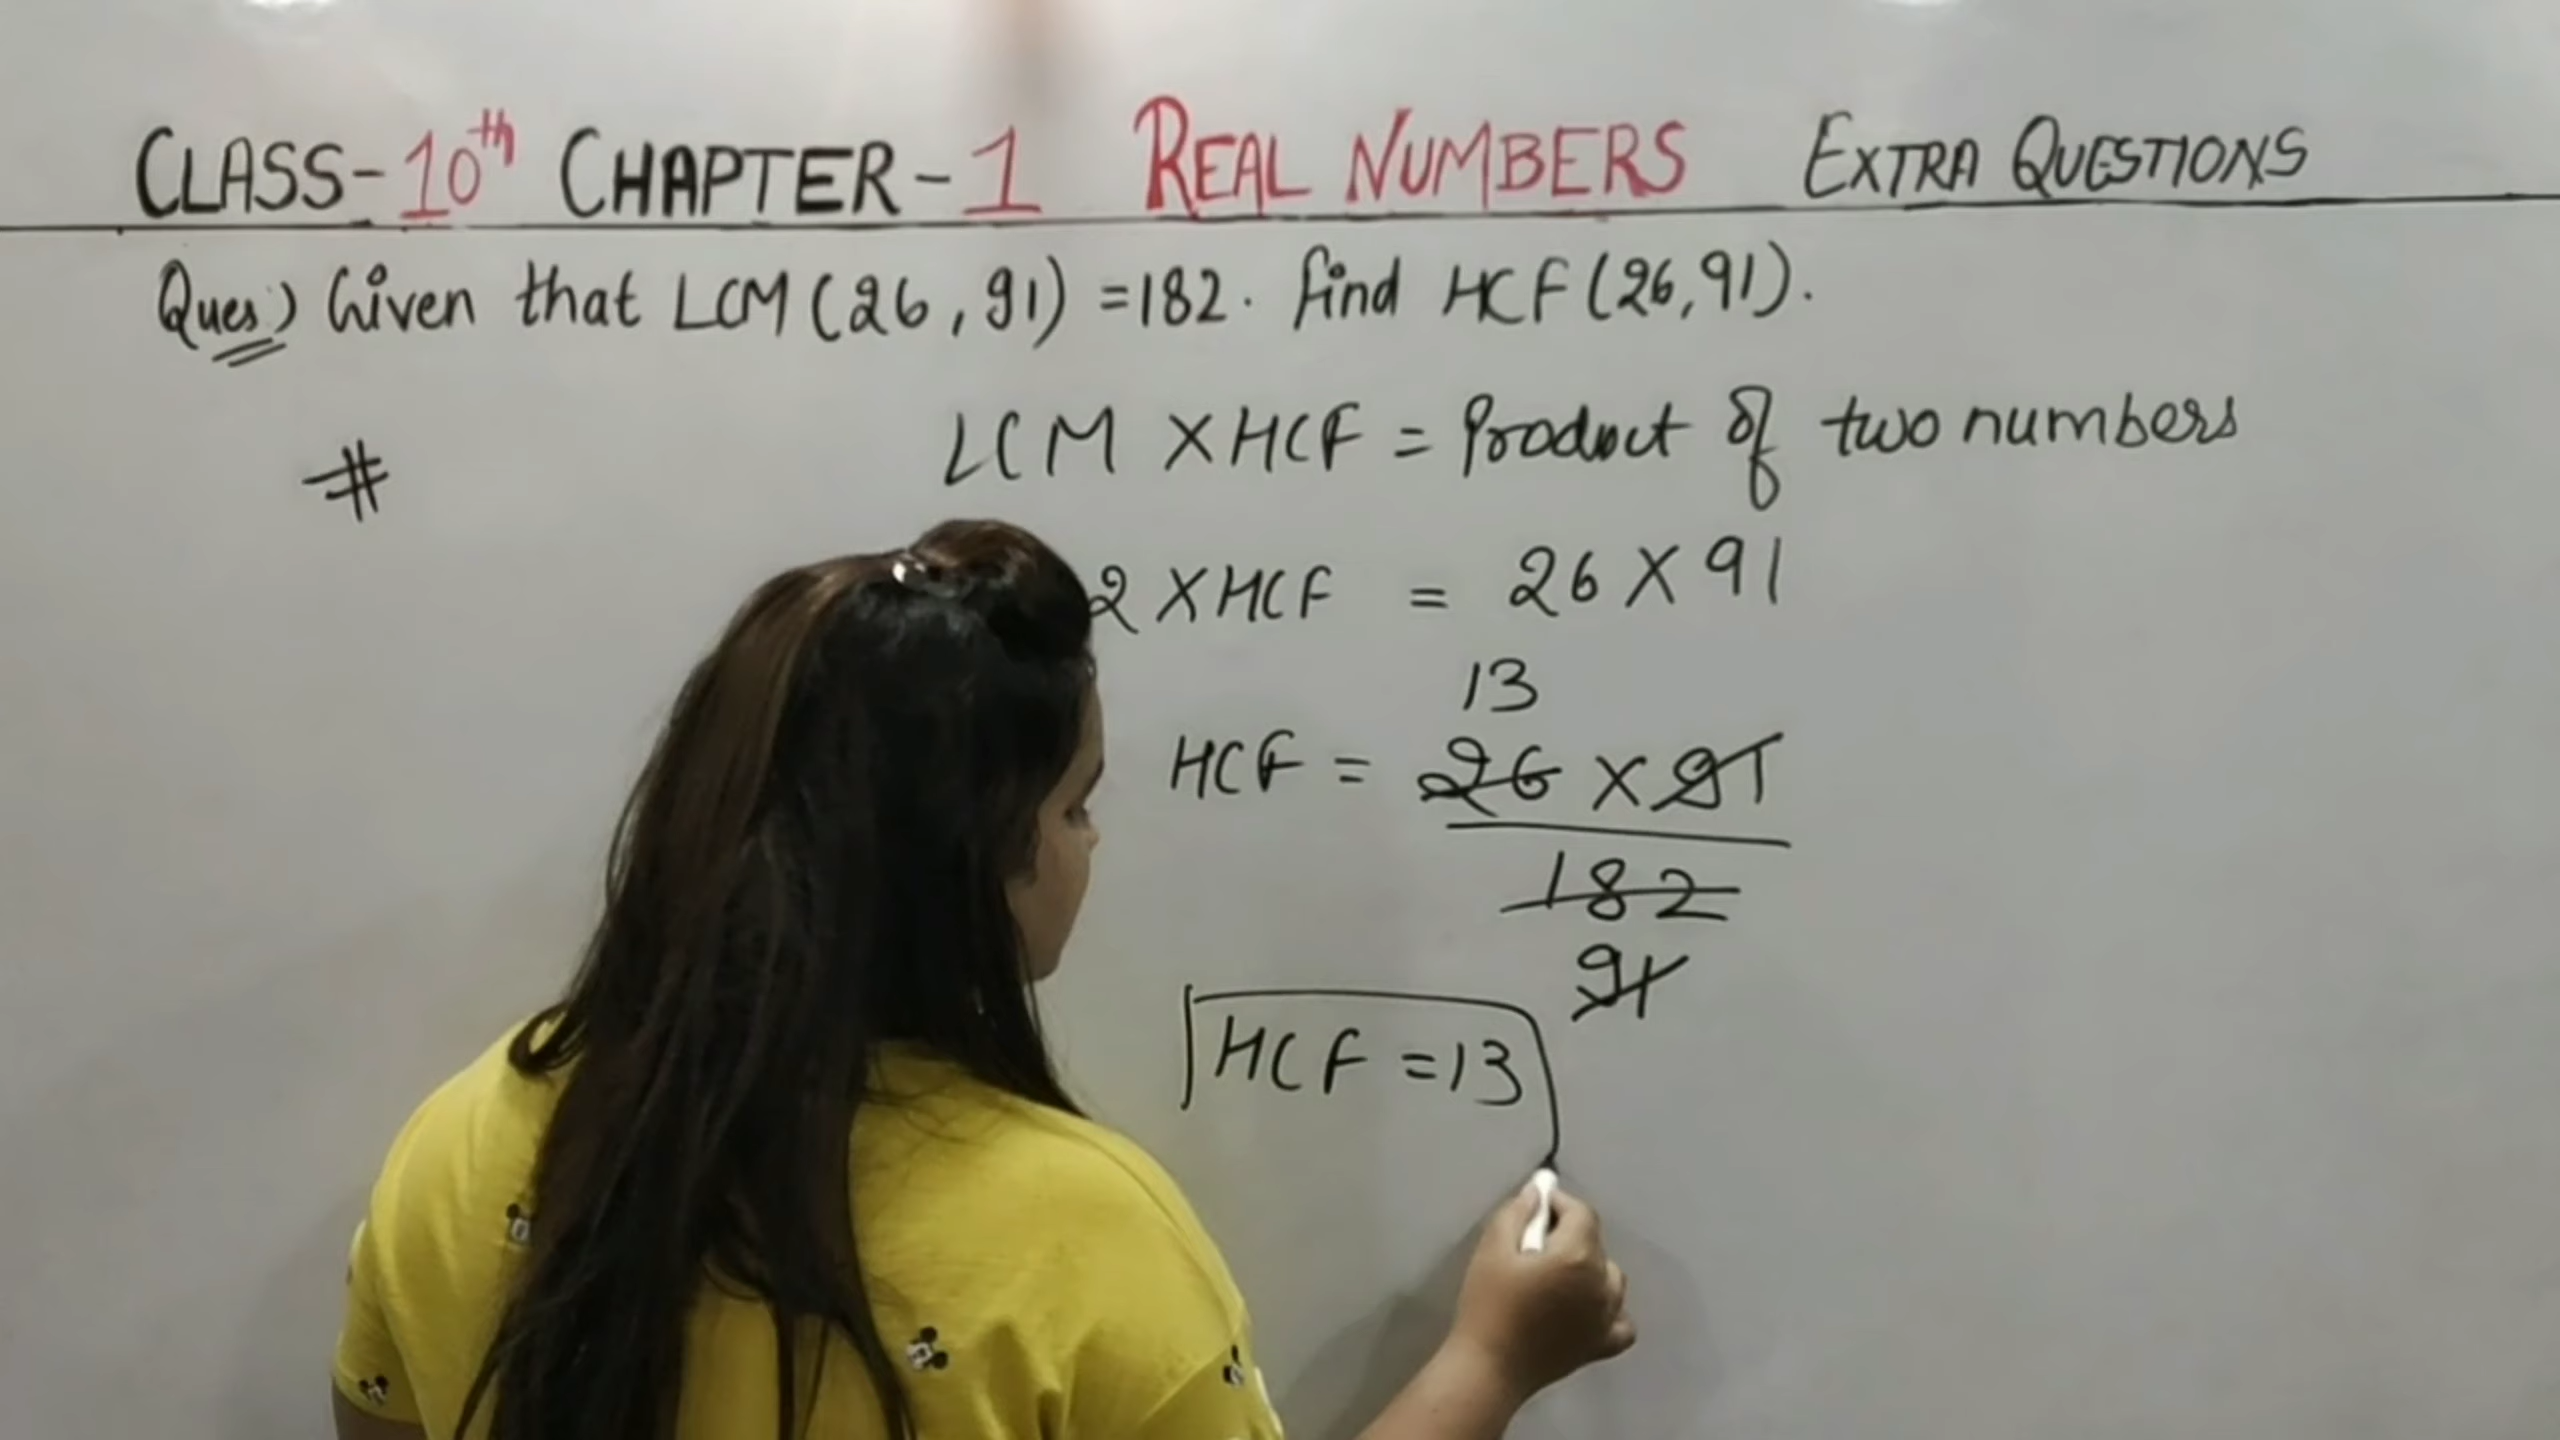 CLASS-10th CHAPTER-1 REAL NUMBERS EXTRA QUESTIONS
Ques) Given that LCM(26,91)=182. find HCF(26,91).
# LCM X HCF = Product of two numbers
2 X HCF = 26 X 91
13
HCF = 26 X 91
182
91
HCF = 13